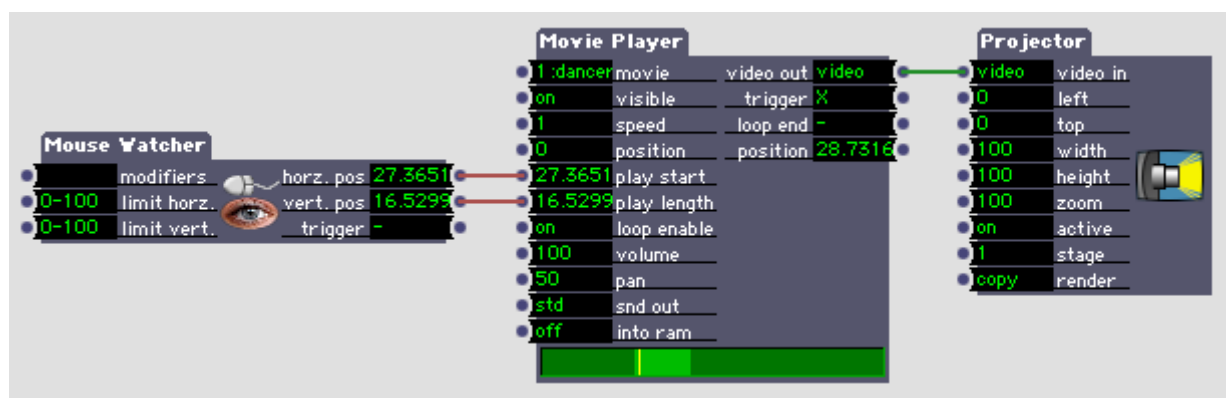 Mouse Watcher
modifiers horz. pos 27.3651
0-100 limit horz. vert. pos 16.5299
0-100 limit vert. trigger -
Movie Player
1 :dancer movie video out video
on visible trigger X
1 speed loop end -
0 position position 28.7316
27.3651 play start
16.5299 play length
on loop enable
100 volume
50 pan
std snd out
off into ram
Projector
video video in
0 left
0 top
100 width
100 height
100 zoom
on active
1 stage
copy render